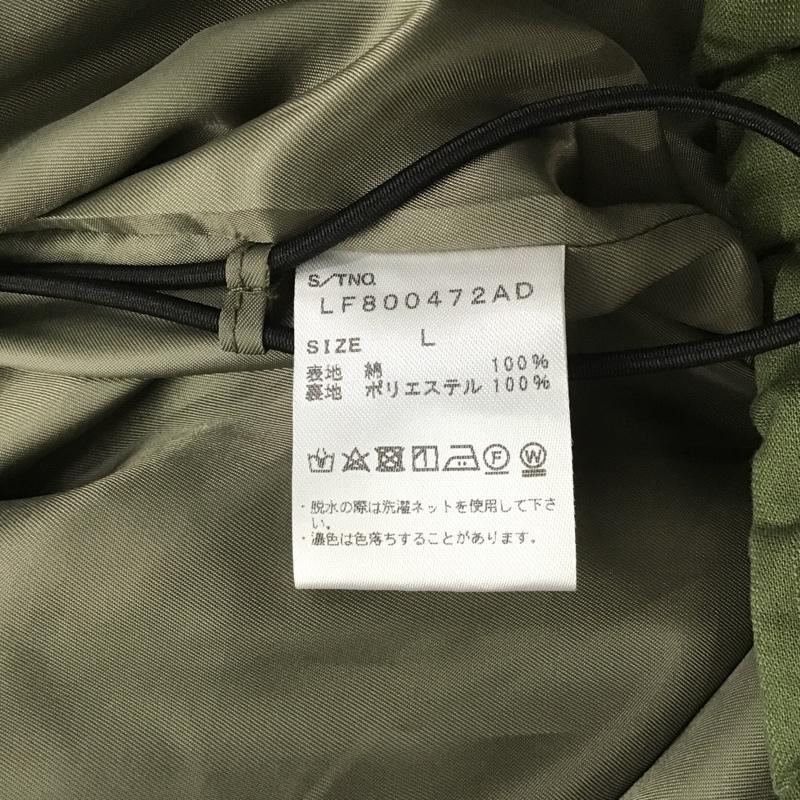 S/TNO.
LF800472AD
SIZE L
表地 綿 100%
裏地 ポリエステル 100%
F W
・脱水の際は洗濯ネットを使用して下さ
い。
・濃色は色落ちすることがあります。